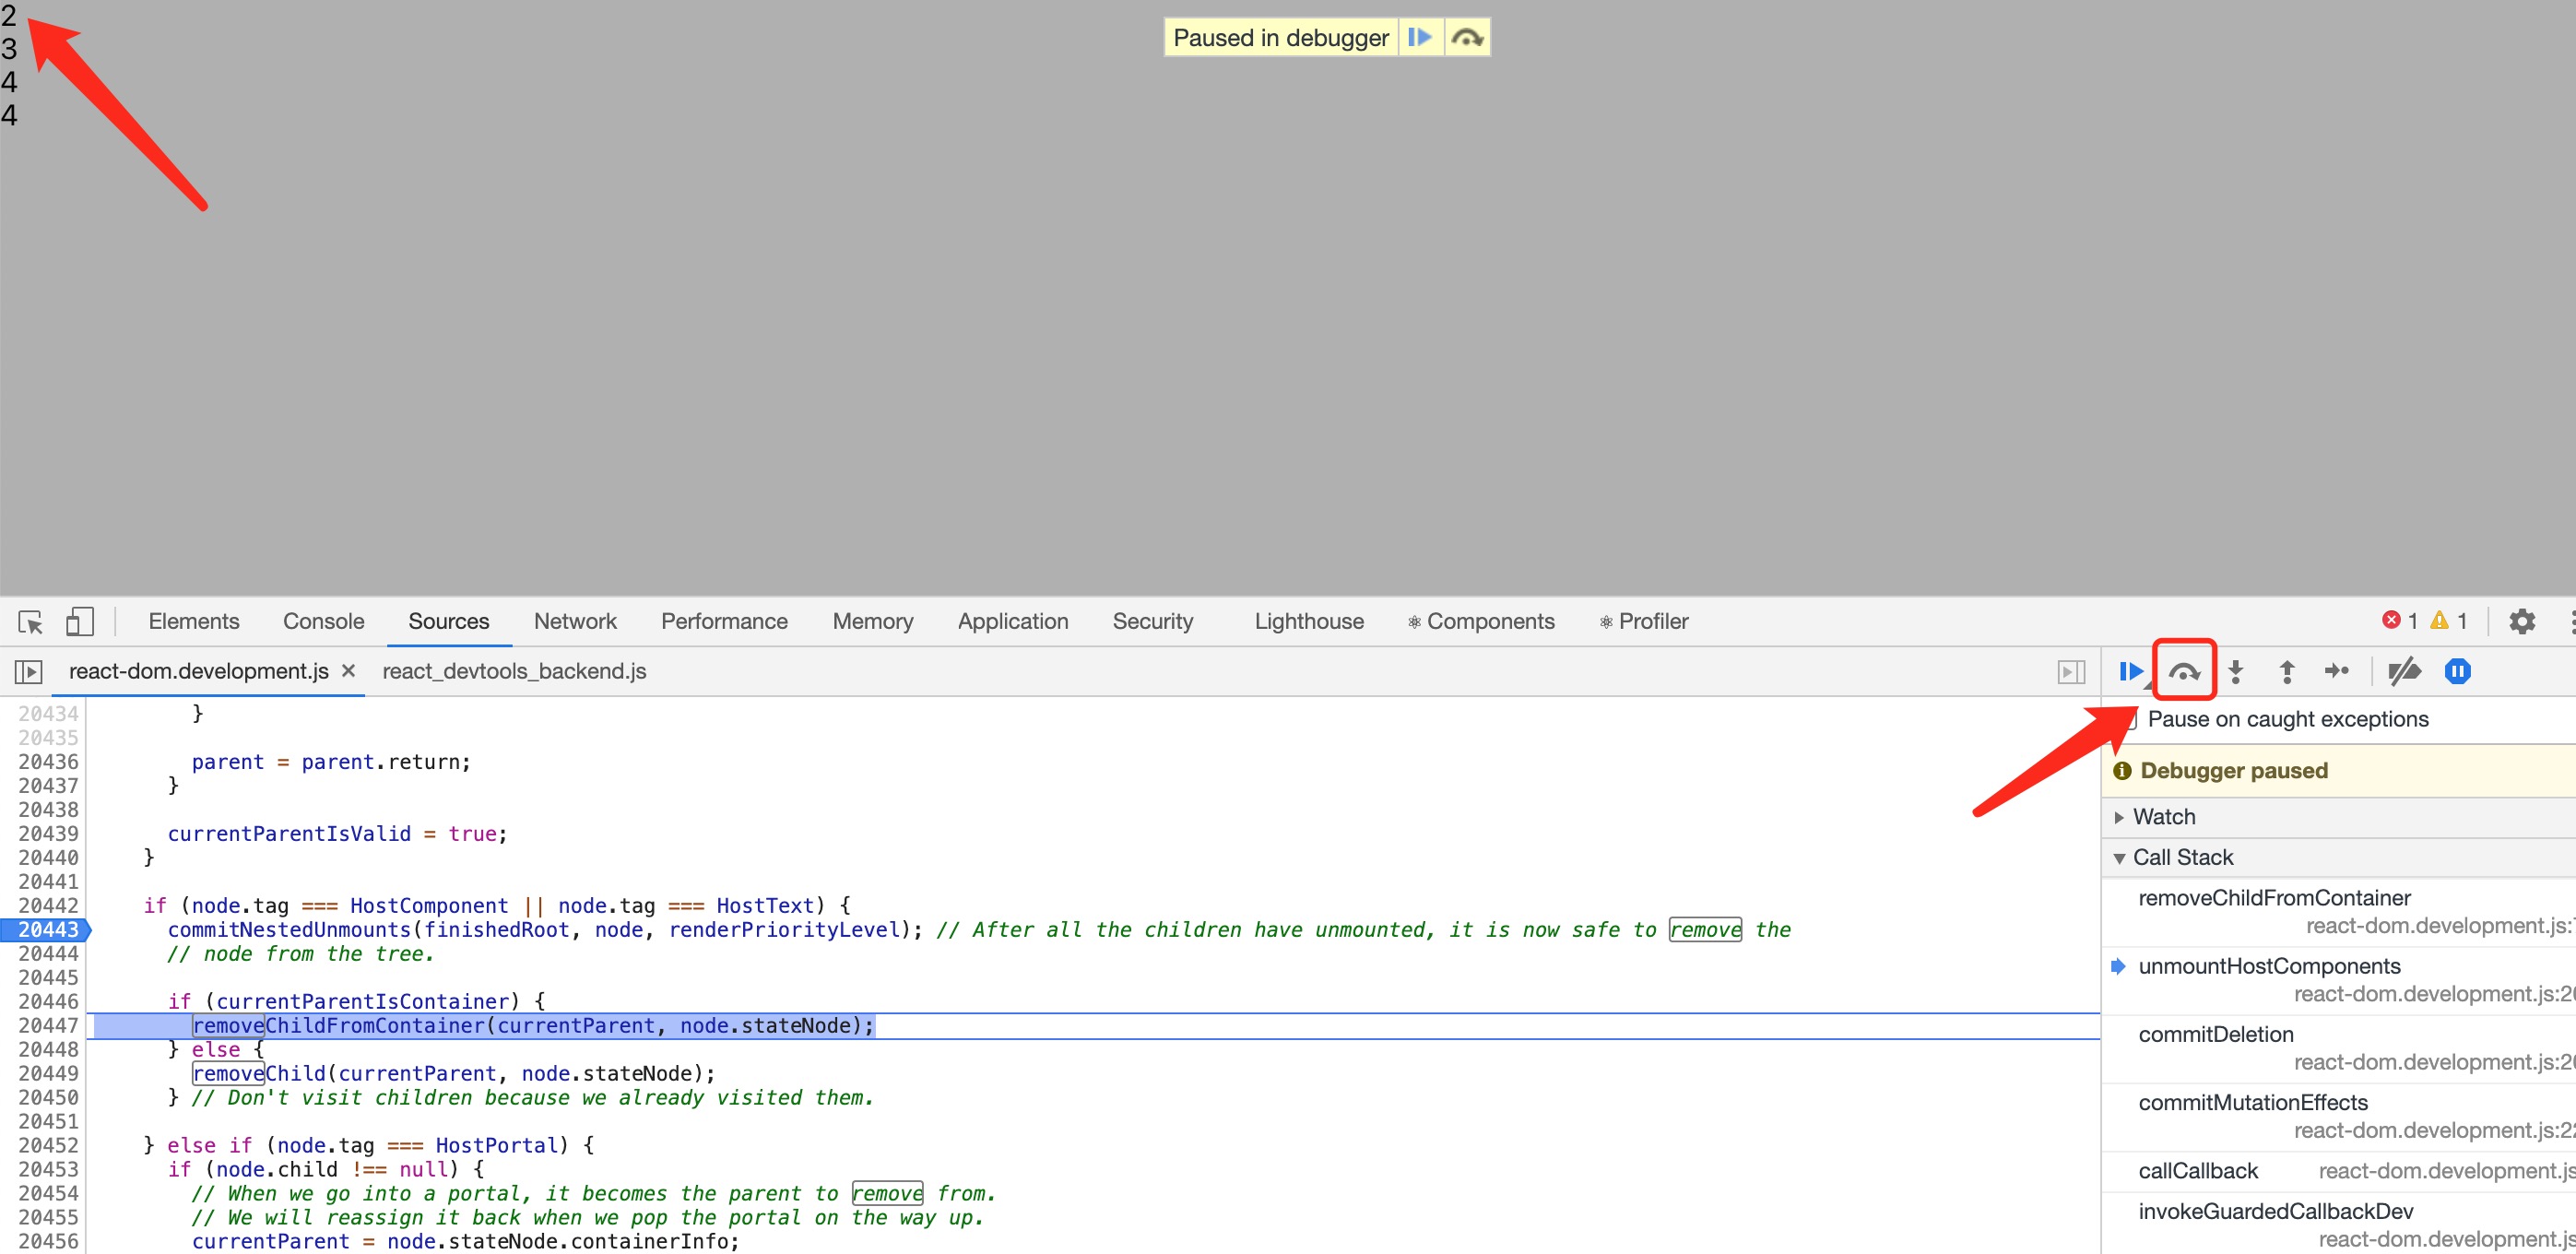 2
3
4
4
Paused in debugger
Elements Console Sources Network Performance Memory Application Security Lighthouse Components Profiler 1 1
react-dom.development.js × react_devtools_backend.js
20434 }
20435
20436 parent = parent.return;
20437 }
20438
20439 currentParentIsValid = true;
20440 }
20441
20442 if (node.tag === HostComponent || node.tag === HostText) {
20443 commitNestedUnmounts(finishedRoot, node, renderPriorityLevel); // After all the children have unmounted, it is now safe to remove the
20444 // node from the tree.
20445
20446 if (currentParentIsContainer) {
20447 removeChildFromContainer(currentParent, node.stateNode);
20448 } else {
20449 removeChild(currentParent, node.stateNode);
20450 } // Don't visit children because we already visited them.
20451
20452 } else if (node.tag === HostPortal) {
20453 if (node.child !== null) {
20454 // When we go into a portal, it becomes the parent to remove from.
20455 // We will reassign it back when we pop the portal on the way up.
20456 currentParent = node.stateNode.containerInfo;
Pause on caught exceptions
Debugger paused
Watch
Call Stack
removeChildFromContainer
react-dom.development.js:
unmountHostComponents
react-dom.development.js:2
commitDeletion
react-dom.development.js:2
commitMutationEffects
react-dom.development.js:2
callCallback react-dom.development.js
invokeGuardedCallbackDev
react-dom.development.js